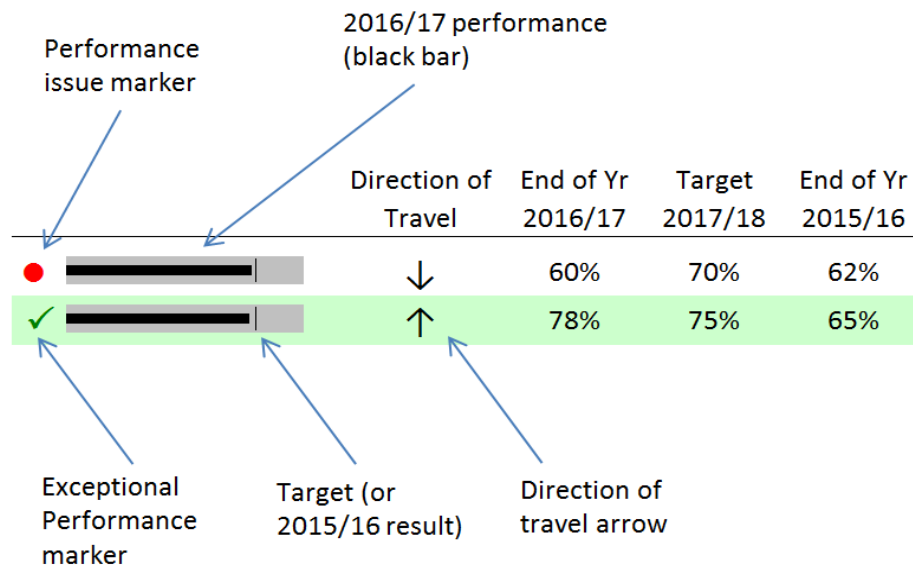 2016/17 performance
(black bar)
Performance
issue marker
Direction of
Travel
End of Yr
2016/17
Target
2017/18
End of Yr
2015/16
60%
70%
62%
78%
75%
65%
Exceptional
Performance
marker
Target (or
2015/16 result)
Direction of
travel arrow